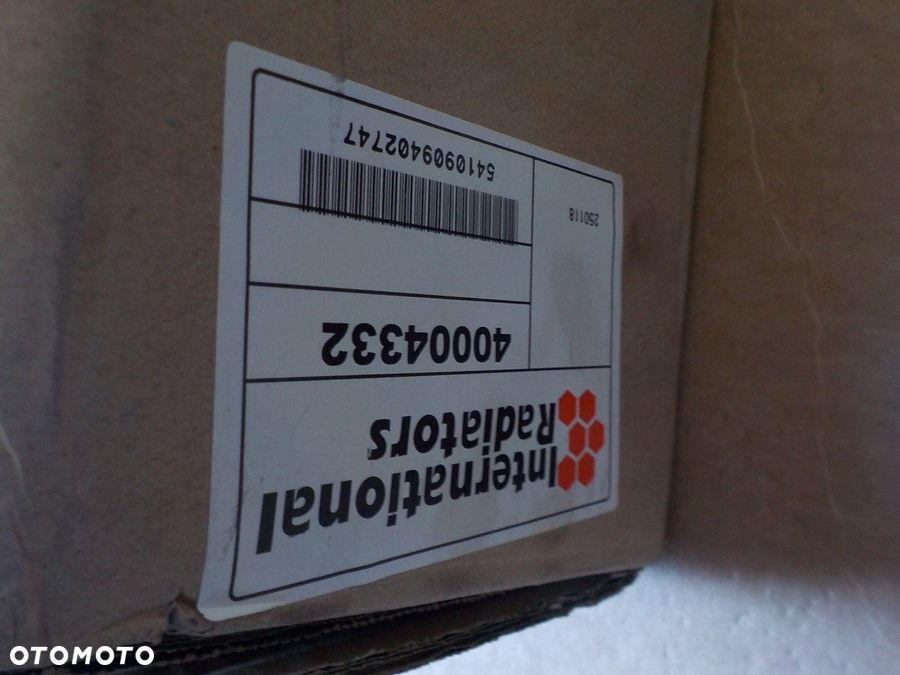 International
Radiators
40004332
5410909402747
250118
OTOMOTO